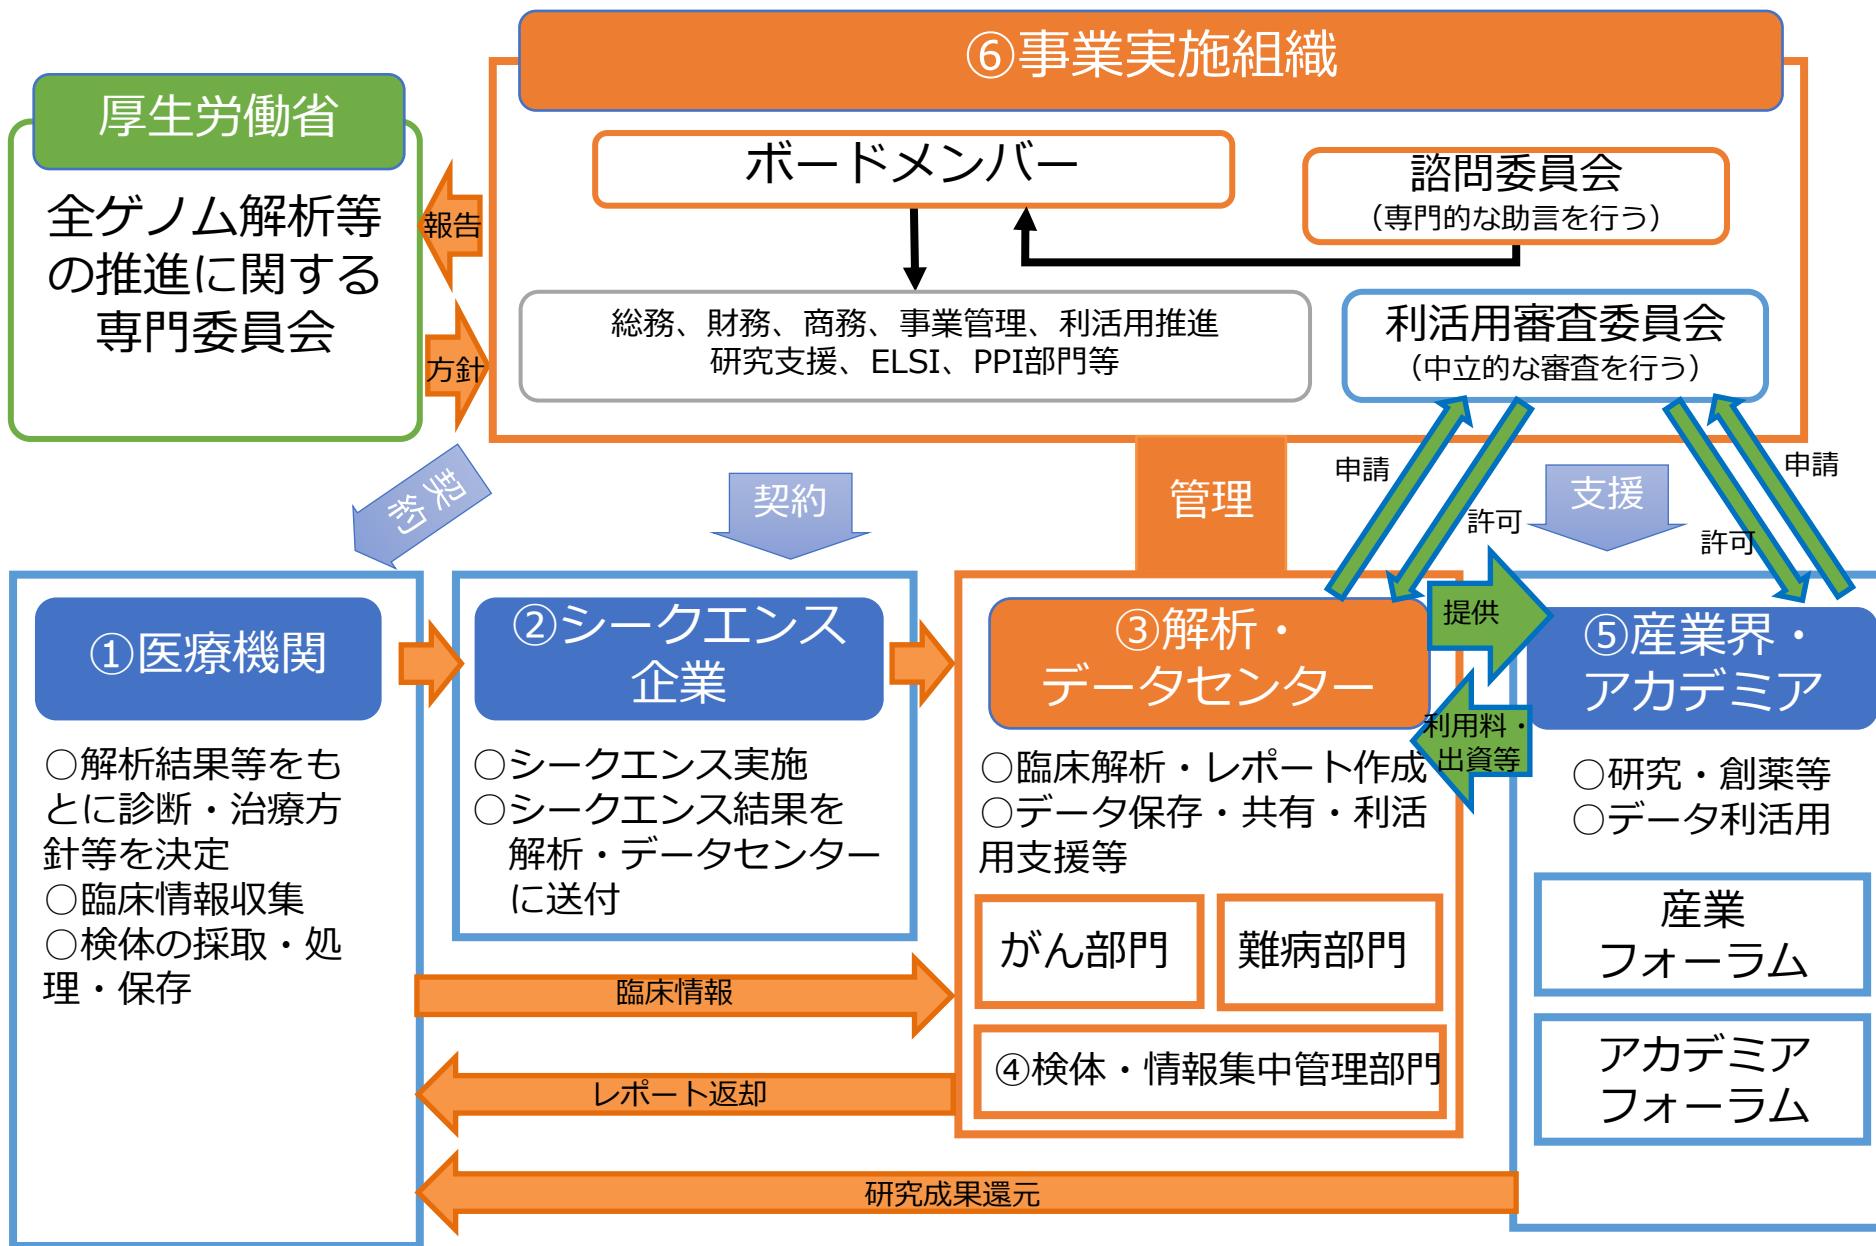 ⑥事業実施組織
厚生労働省
全ゲノム解析等
の推進に関する
専門委員会
報告
方針
ボードメンバー
諮問委員会
（専門的な助言を行う）
総務、財務、商務、事業管理、利活用推進
研究支援、ELSI、PPI部門等
利活用審査委員会
（中立的な審査を行う）
契約
契約
管理
申請
許可
支援
許可
申請
①医療機関
○解析結果等をも
とに診断・治療方
針等を決定
○臨床情報収集
○検体の採取・処
理・保存
②シークエンス
企業
○シークエンス実施
○シークエンス結果を
解析・データセンター
に送付
③解析・
データセンター
○臨床解析・レポート作成
○データ保存・共有・利活
用支援等
がん部門
難病部門
④検体・情報集中管理部門
提供
利用料・
出資等
⑤産業界・
アカデミア
○研究・創薬等
○データ利活用
産業
フォーラム
アカデミア
フォーラム
臨床情報
レポート返却
研究成果還元